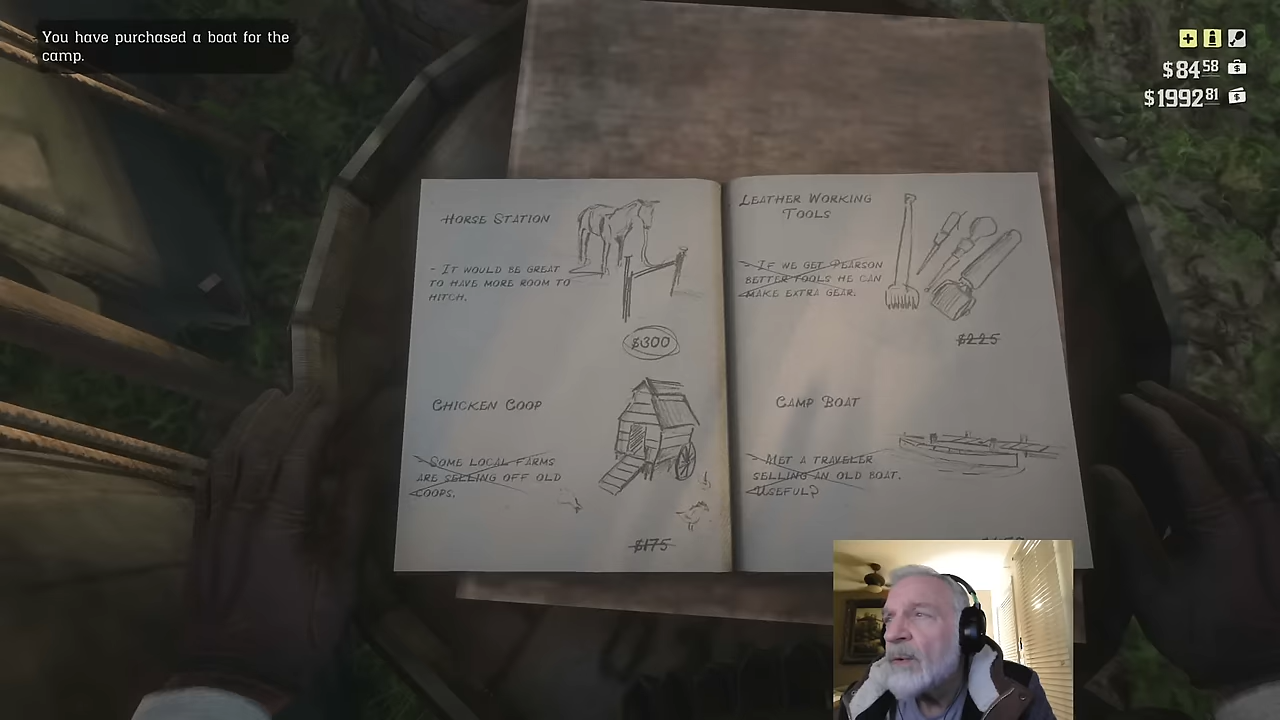 You have purchased a boat for the
camp.
$84 58
$1992 81
HORSE STATION
- IT WOULD BE GREAT
TO HAVE MORE ROOM TO
HITCH.
$300
CHICKEN COOP
- SOME LOCAL FARMS
ARE SELLING OFF OLD
COOPS.
$175
LEATHER WORKING
TOOLS
- IF WE GET PEARSON
BETTER TOOLS HE CAN
MAKE EXTRA GEAR.
$225
CAMP BOAT
- MET A TRAVELER
SELLING AN OLD BOAT.
USEFUL?